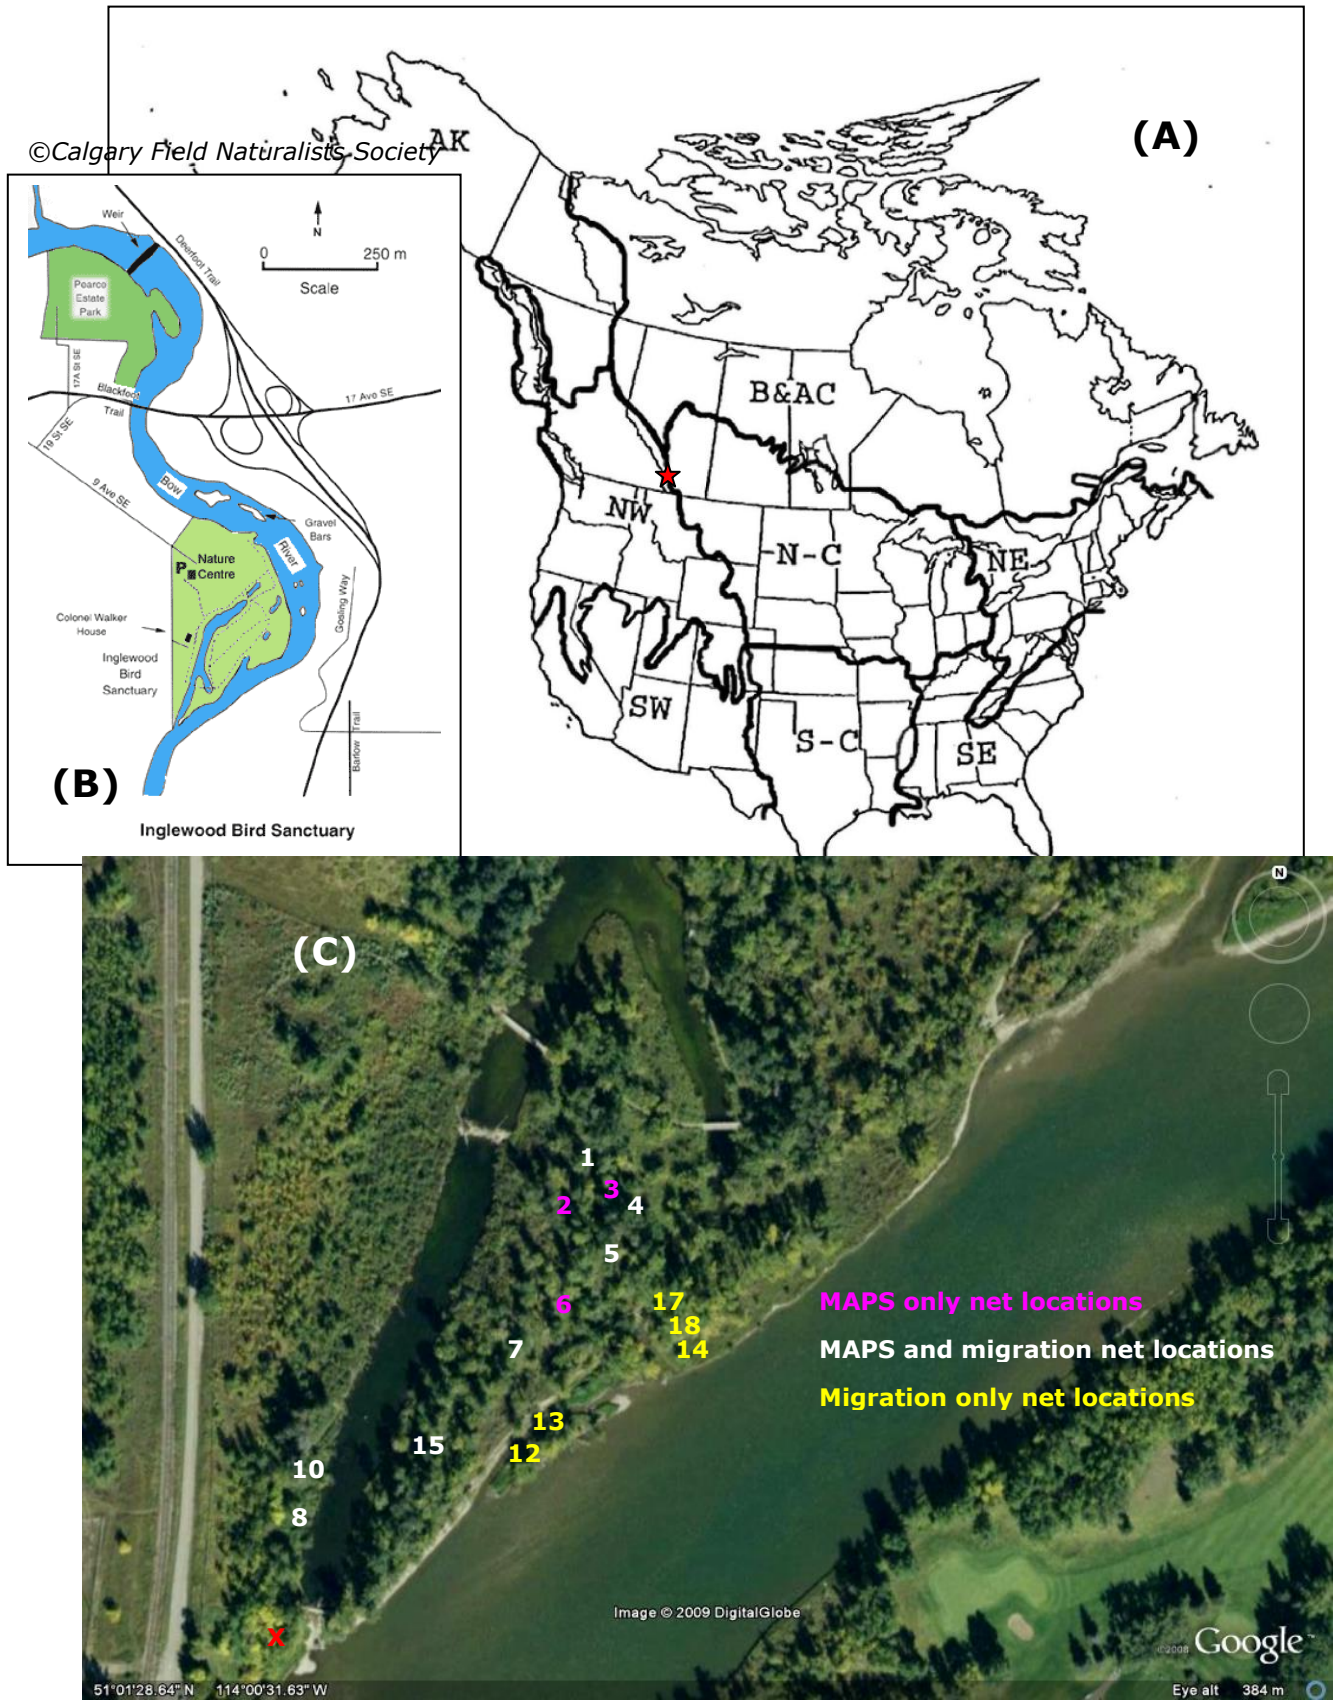 (A)
AK
©Calgary Field Naturalists Society
B&AC
NW
N-C
NE
SW
S-C
SE
Weir
Deerfoot Trail
N
0 250 m
Scale
Pearce
Estate
Park
17A St SE
Blackfoot
Trail
17 Ave SE
19 St SE
9 Ave SE
Bow
River
Gravel
Bars
P
Nature
Centre
Colonel Walker
House
Inglewood
Bird
Sanctuary
Gosling Way
Barlow Trail
(B)
Inglewood Bird Sanctuary
(C)
N
1
3
2 4
5
6 17
18
7 14
13
15 12
10
8
X
MAPS only net locations
MAPS and migration net locations
Migration only net locations
Image © 2009 DigitalGlobe
©2008 Google™
51°01'28.64" N 114°00'31.63" W
Eye alt 384 m